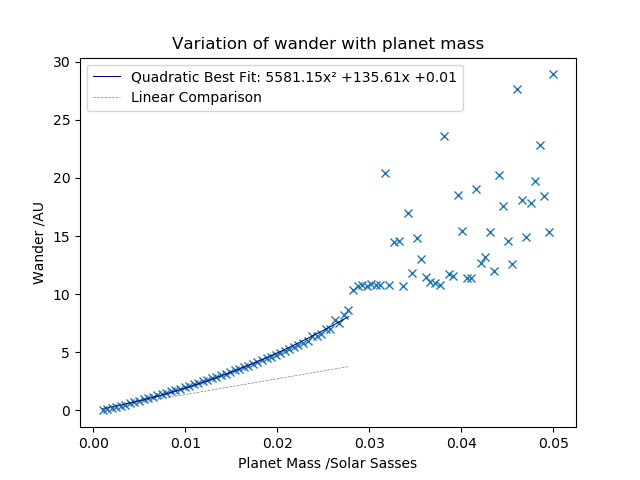 Variation of wander with planet mass
Quadratic Best Fit: 5581.15x² +135.61x +0.01
Linear Comparison
30
25
20
15
10
5
0
Wander /AU
0.00 0.01 0.02 0.03 0.04 0.05
Planet Mass /Solar Sasses